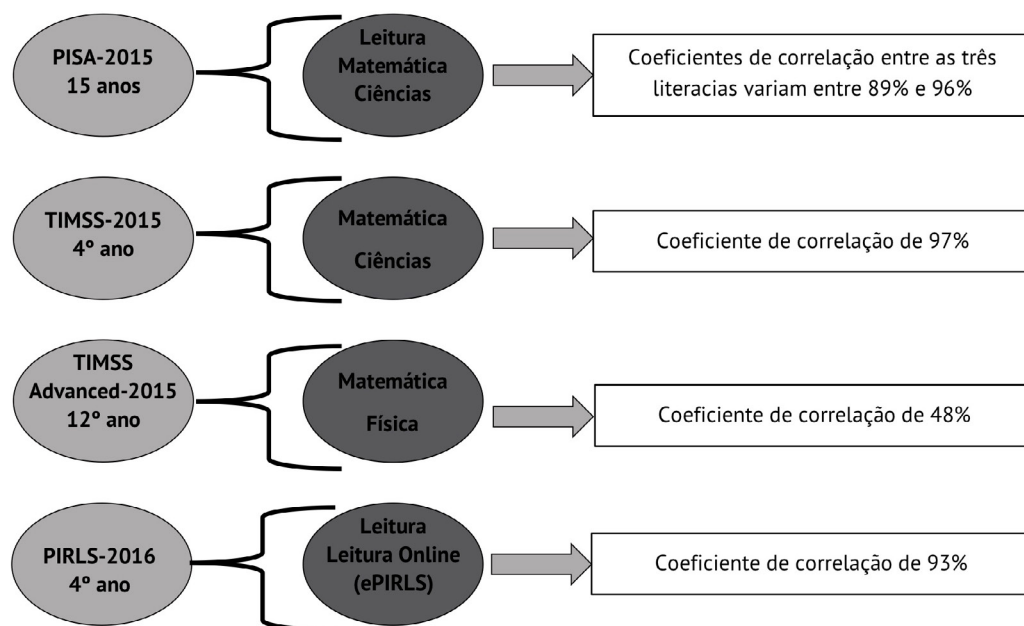 PISA-2015
15 anos
Leitura
Matemática
Ciências
Coeficientes de correlação entre as três
literacias variam entre 89% e 96%
TIMSS-2015
4º ano
Matemática
Ciências
Coeficiente de correlação de 97%
TIMSS
Advanced-2015
12º ano
Matemática
Física
Coeficiente de correlação de 48%
PIRLS-2016
4º ano
Leitura
Leitura Online
(ePIRLS)
Coeficiente de correlação de 93%